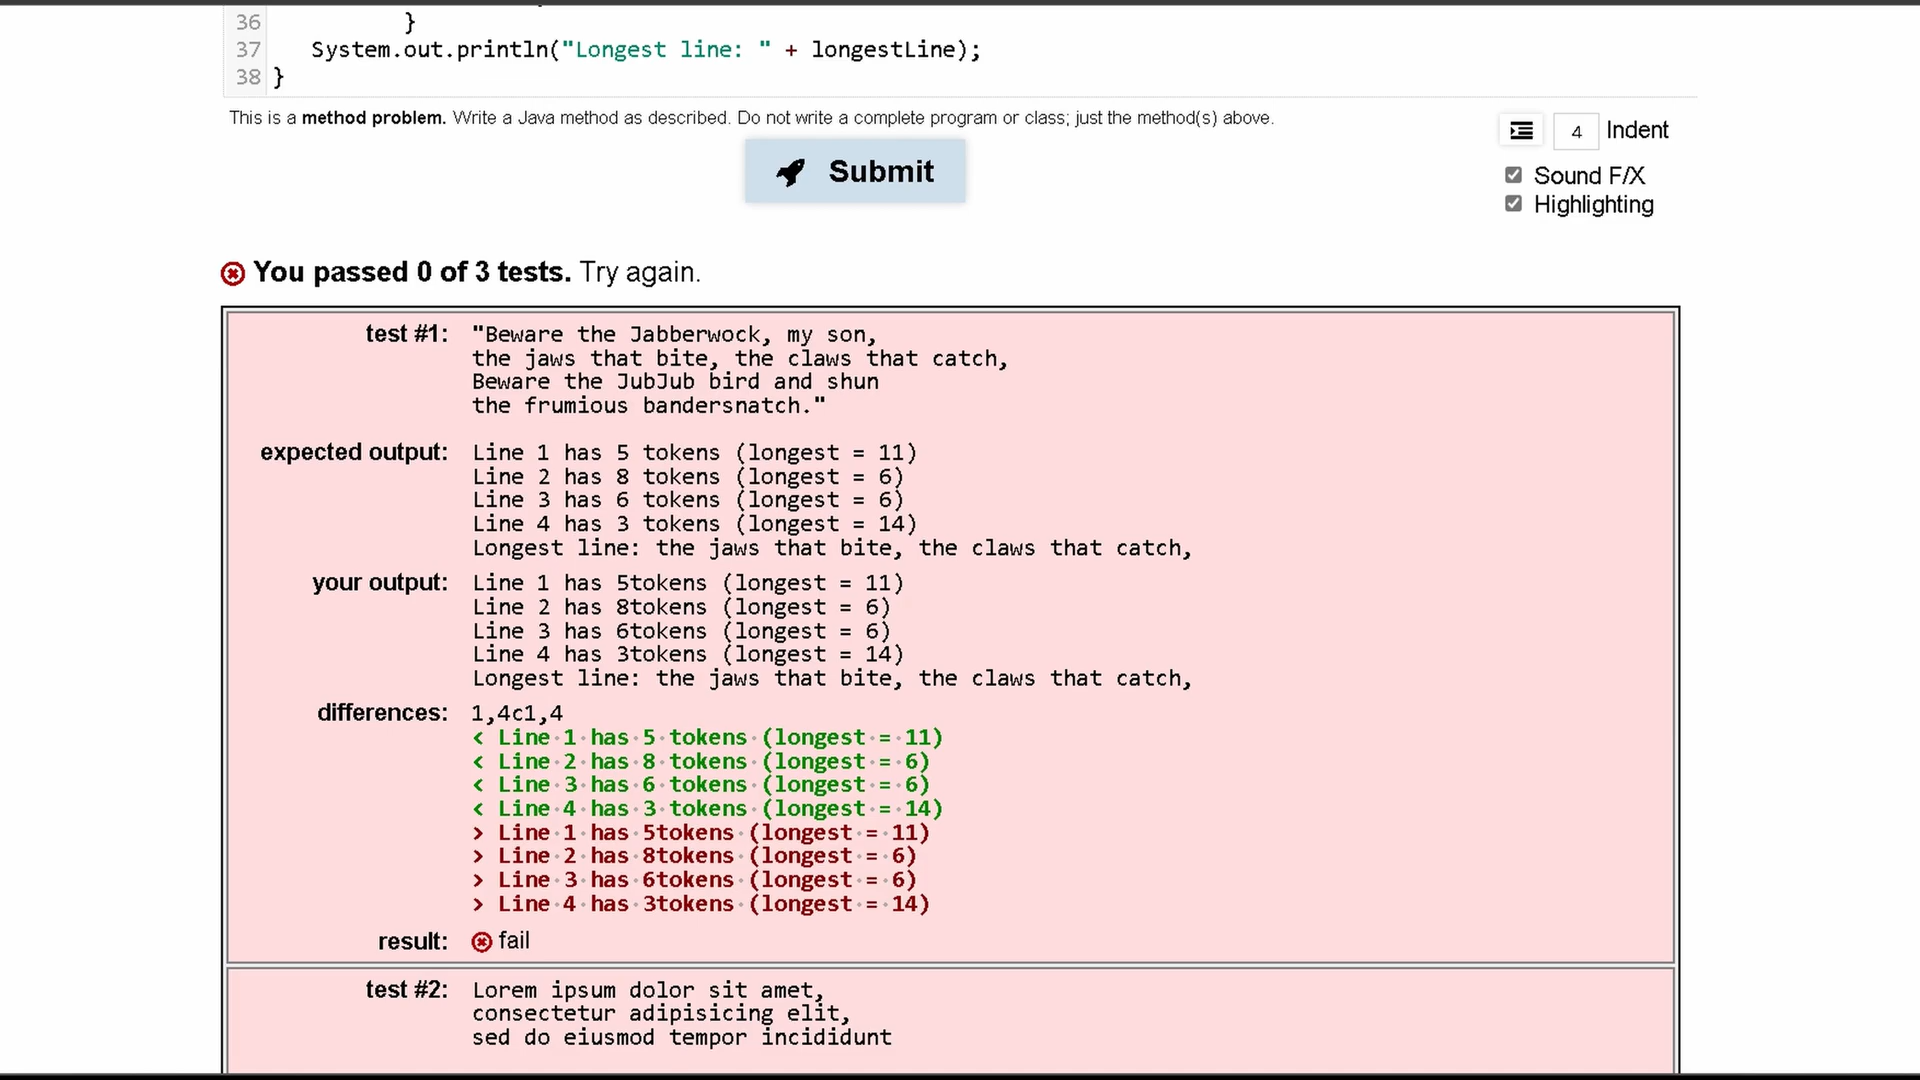 36 }
37 System.out.println("Longest line: " + longestLine);
38 }
This is a method problem. Write a Java method as described. Do not write a complete program or class; just the method(s) above.
4 Indent
Submit
Sound F/X
Highlighting
You passed 0 of 3 tests. Try again.
test #1: "Beware the Jabberwock, my son,
the jaws that bite, the claws that catch,
Beware the JubJub bird and shun
the frumious bandersnatch."
expected output: Line 1 has 5 tokens (longest = 11)
Line 2 has 8 tokens (longest = 6)
Line 3 has 6 tokens (longest = 6)
Line 4 has 3 tokens (longest = 14)
Longest line: the jaws that bite, the claws that catch,
your output: Line 1 has 5tokens (longest = 11)
Line 2 has 8tokens (longest = 6)
Line 3 has 6tokens (longest = 6)
Line 4 has 3tokens (longest = 14)
Longest line: the jaws that bite, the claws that catch,
differences: 1,4c1,4
< Line·1·has·5·tokens·(longest·=·11)
< Line·2·has·8·tokens·(longest·=·6)
< Line·3·has·6·tokens·(longest·=·6)
< Line·4·has·3·tokens·(longest·=·14)
> Line·1·has·5tokens·(longest·=·11)
> Line·2·has·8tokens·(longest·=·6)
> Line·3·has·6tokens·(longest·=·6)
> Line·4·has·3tokens·(longest·=·14)
result: fail
test #2: Lorem ipsum dolor sit amet,
consectetur adipisicing elit,
sed do eiusmod tempor incididunt